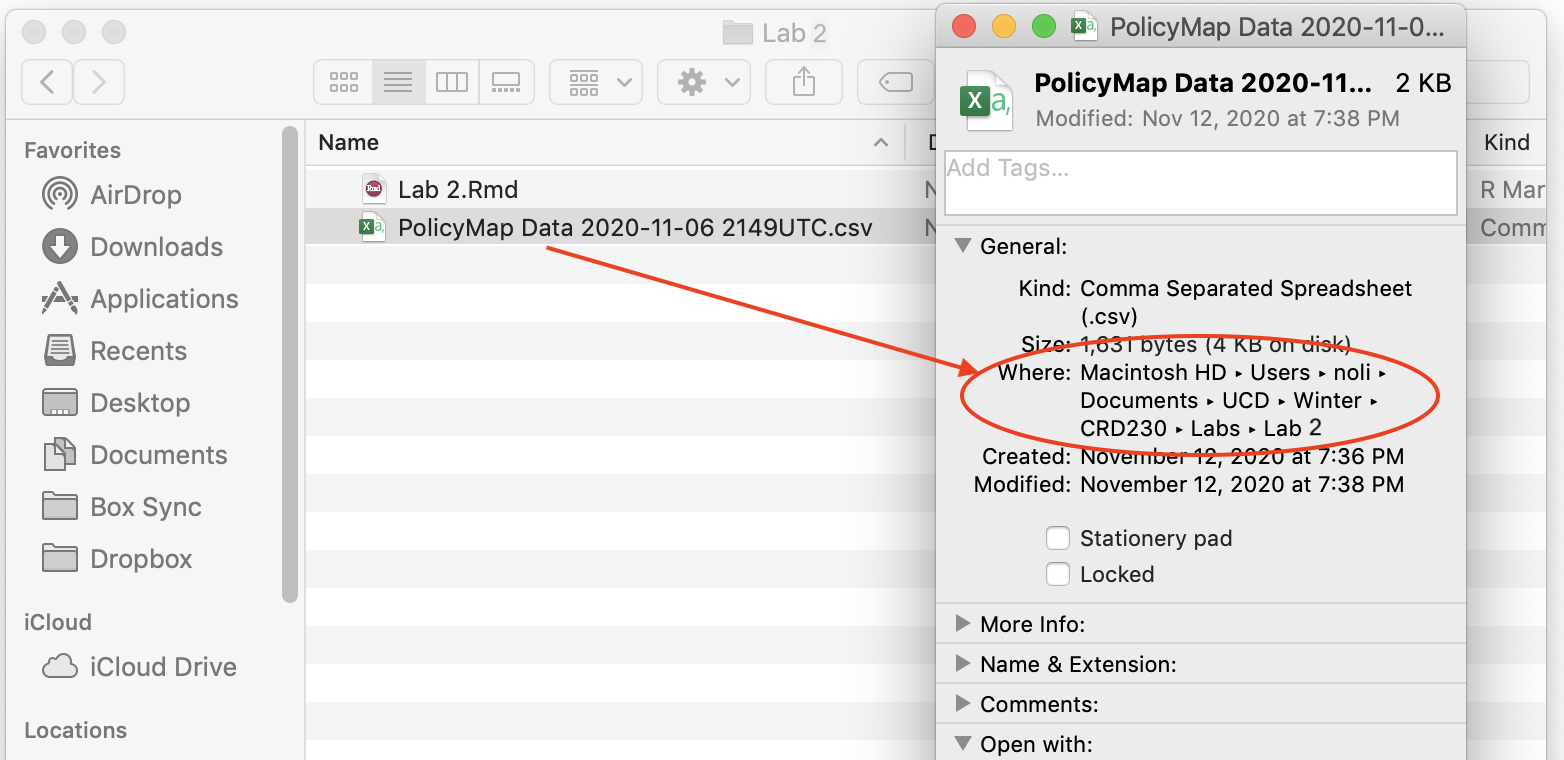 Lab 2
Favorites
AirDrop
Downloads
Applications
Recents
Desktop
Documents
Box Sync
Dropbox
iCloud
iCloud Drive
Locations
Name
Lab 2.Rmd
PolicyMap Data 2020-11-06 2149UTC.csv
Kind
R Mar
Comm
PolicyMap Data 2020-11-0...
PolicyMap Data 2020-11... 2 KB
Modified: Nov 12, 2020 at 7:38 PM
Add Tags...
General:
Kind: Comma Separated Spreadsheet
(.csv)
Size: 1,631 bytes (4 KB on disk)
Where: Macintosh HD ▸ Users ▸ noli ▸
Documents ▸ UCD ▸ Winter ▸
CRD230 ▸ Labs ▸ Lab 2
Created: November 12, 2020 at 7:36 PM
Modified: November 12, 2020 at 7:38 PM
Stationery pad
Locked
More Info:
Name & Extension:
Comments:
Open with: